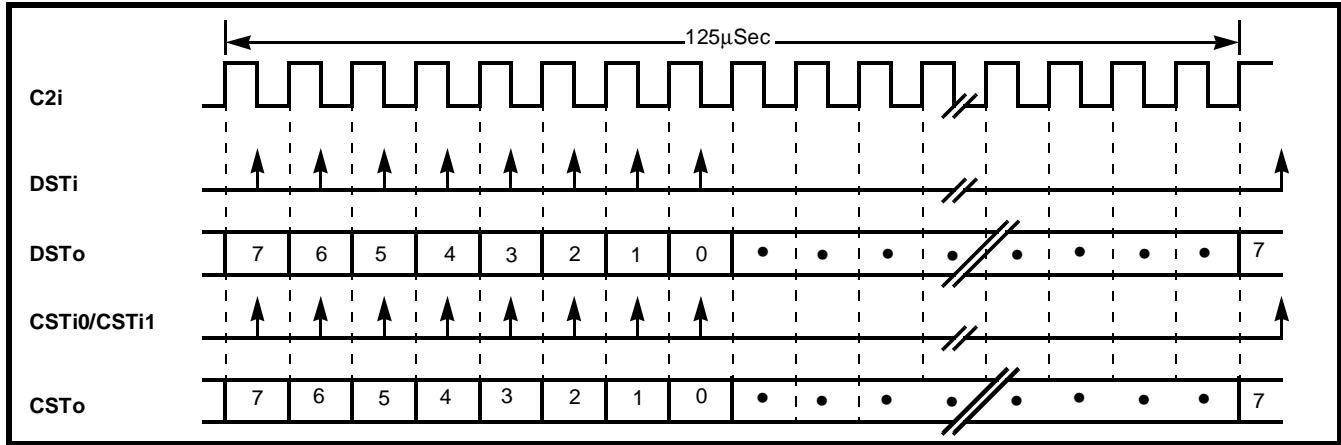 125μSec
C2i
DSTi
DSTo 7 6 5 4 3 2 1 0 • • • • • • • • 7
CSTi0/CSTi1
CSTo 7 6 5 4 3 2 1 0 • • • • • • • • 7